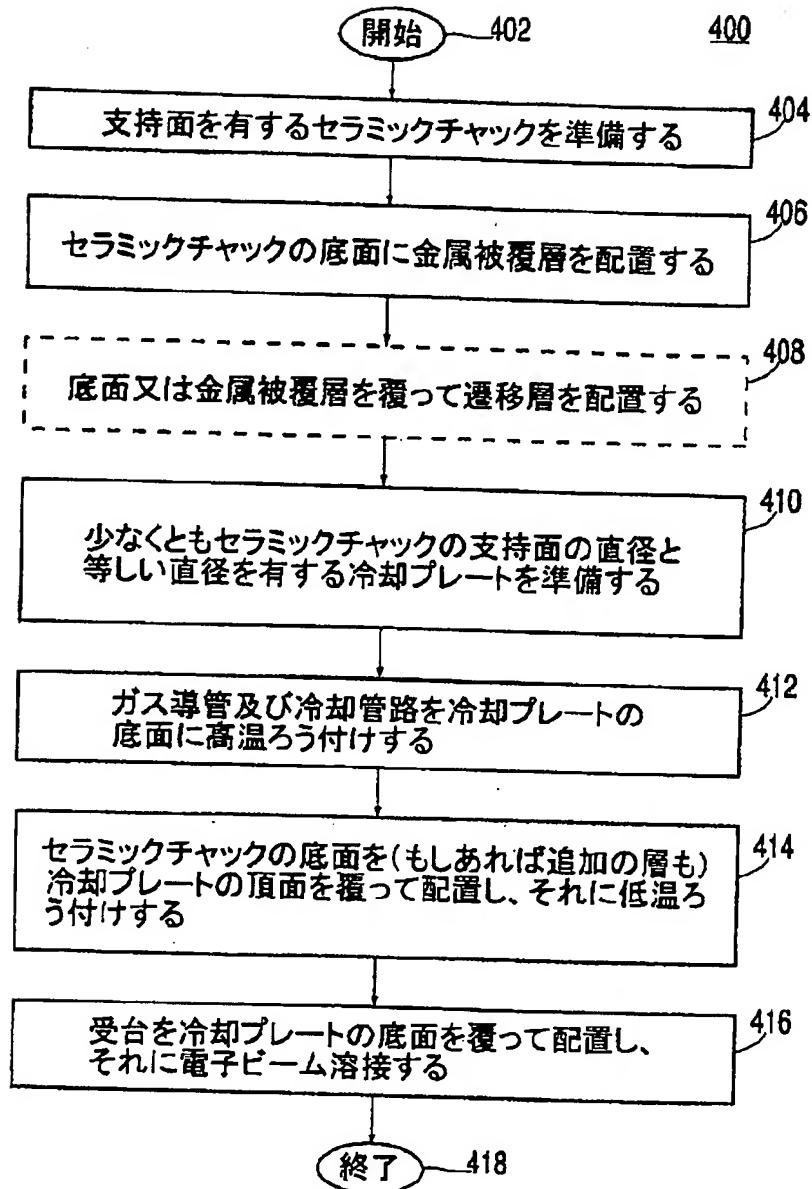 開始 402 400
404
支持面を有するセラミックチャックを準備する
406
セラミックチャックの底面に金属被覆層を配置する
408
底面又は金属被覆層を覆って遷移層を配置する
410
少なくともセラミックチャックの支持面の直径と
等しい直径を有する冷却プレートを準備する
412
ガス導管及び冷却管路を冷却プレートの
底面に高温ろう付けする
414
セラミックチャックの底面を(もしあれば追加の層も)
冷却プレートの頂面を覆って配置し、それに低温ろ
う付けする
416
受台を冷却プレートの底面を覆って配置し、
それに電子ビーム溶接する
終了 418